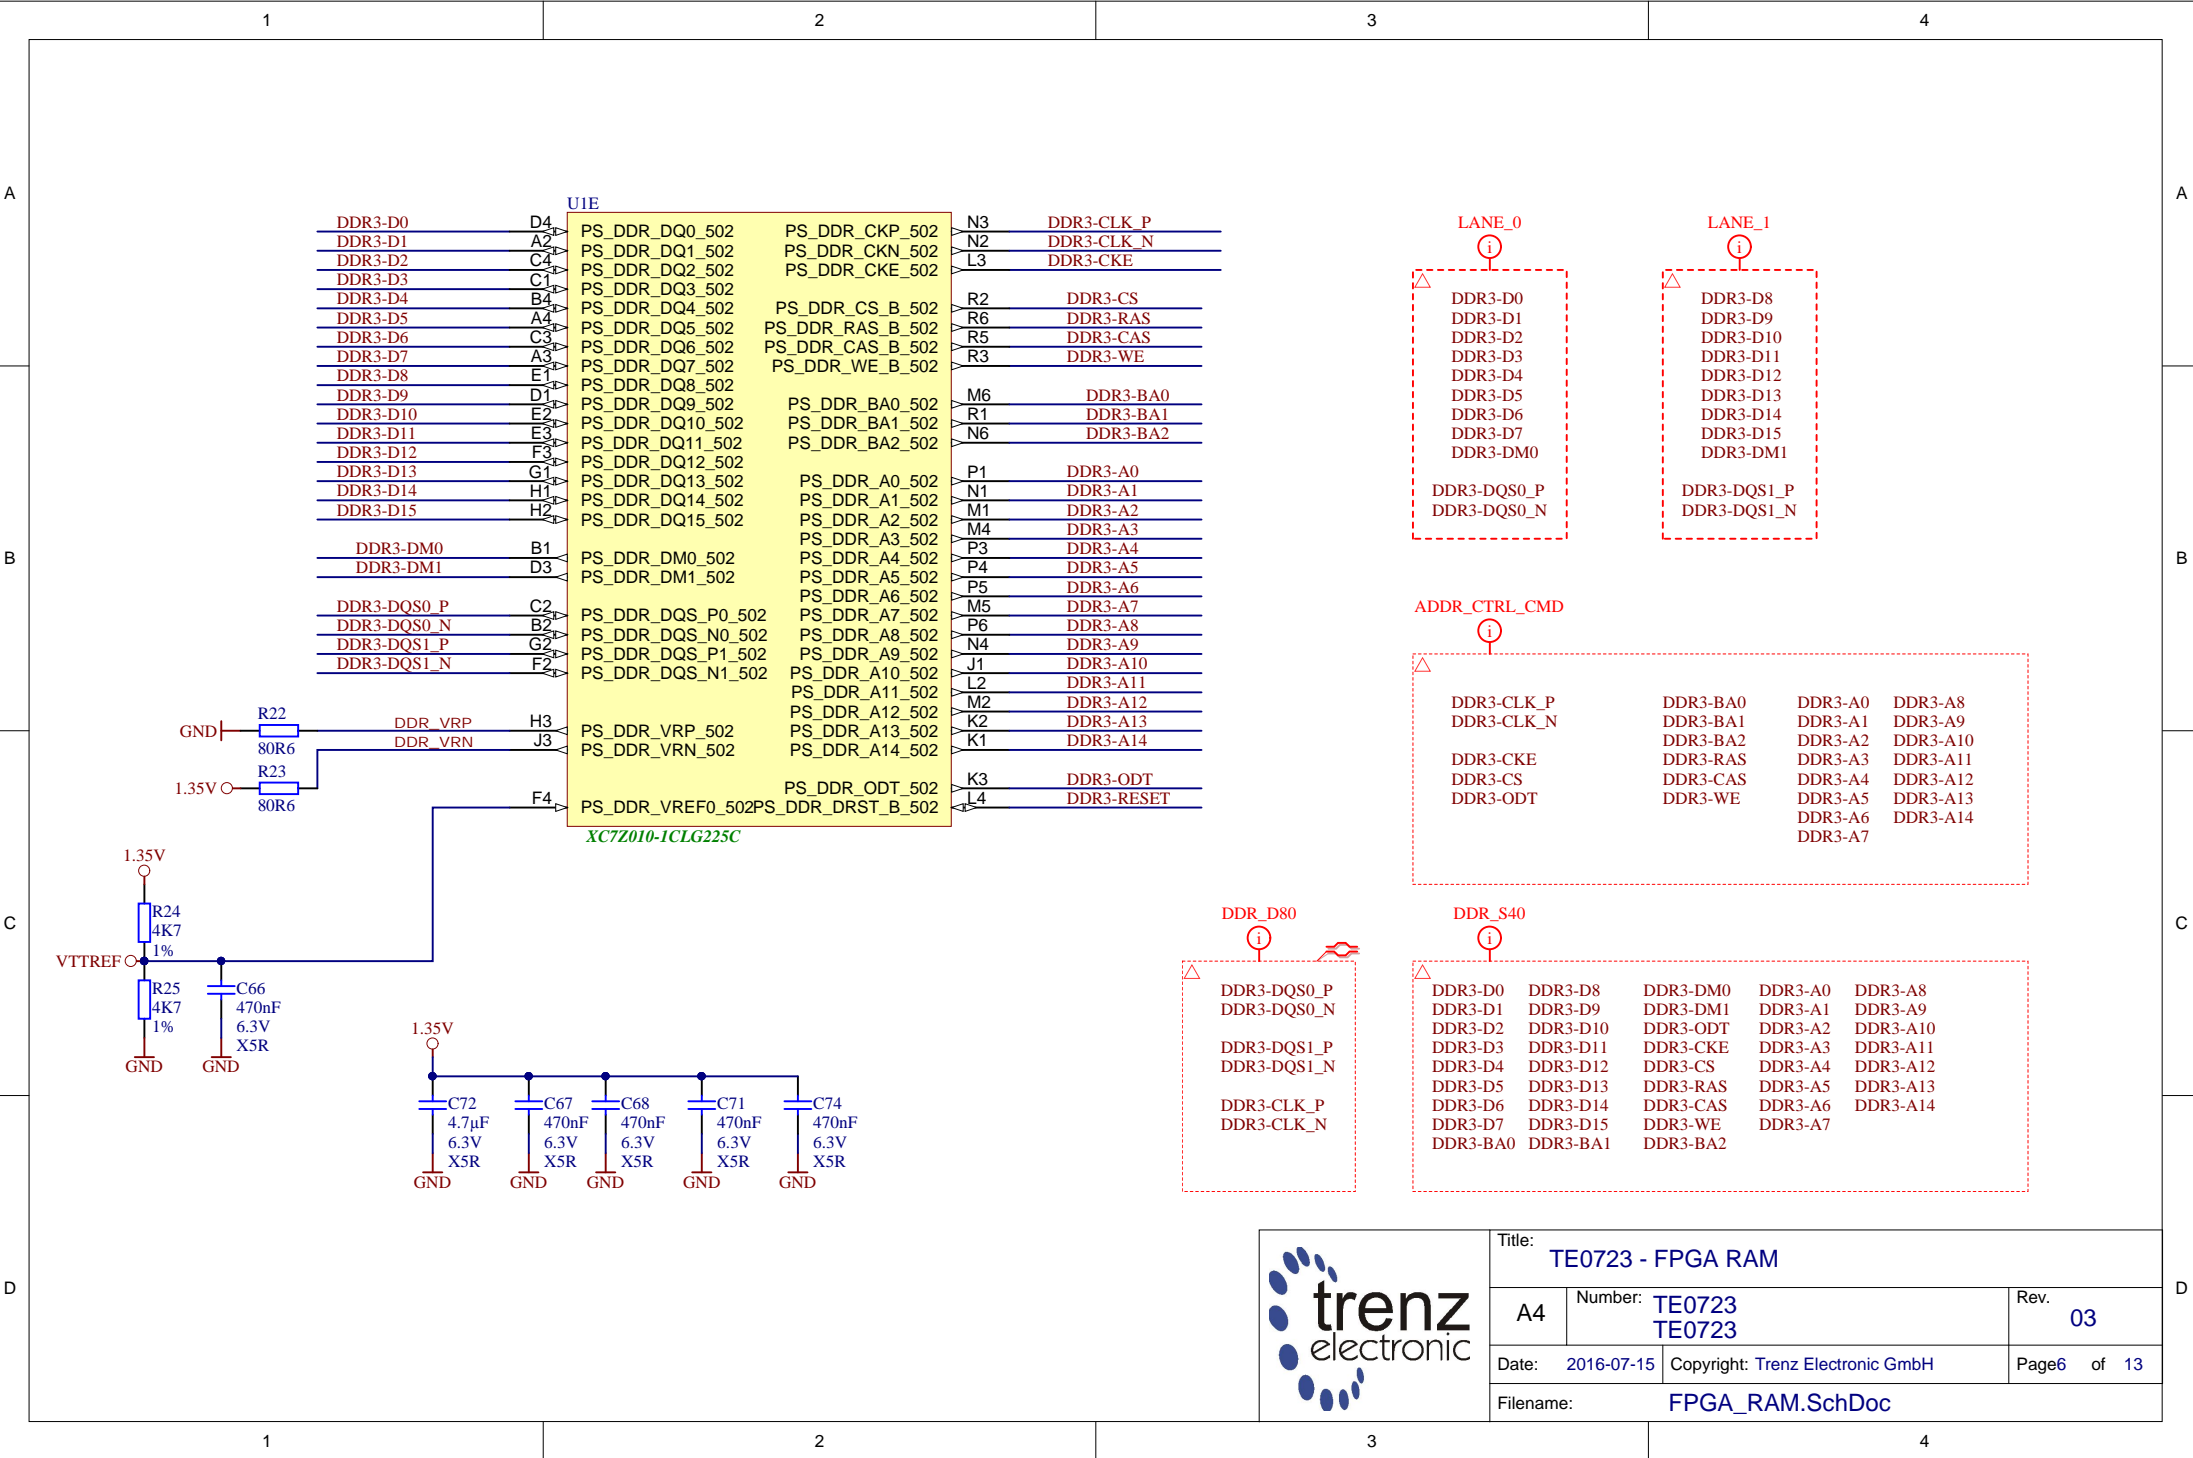 1 2 3 4
A A
B B
C C
D D
U1E
DDR3-D0 D4 PS_DDR_DQ0_502
DDR3-D1 A2 PS_DDR_DQ1_502
DDR3-D2 C4 PS_DDR_DQ2_502
DDR3-D3 C1 PS_DDR_DQ3_502
DDR3-D4 B4 PS_DDR_DQ4_502
DDR3-D5 A4 PS_DDR_DQ5_502
DDR3-D6 C3 PS_DDR_DQ6_502
DDR3-D7 A3 PS_DDR_DQ7_502
DDR3-D8 E1 PS_DDR_DQ8_502
DDR3-D9 D1 PS_DDR_DQ9_502
DDR3-D10 E2 PS_DDR_DQ10_502
DDR3-D11 E3 PS_DDR_DQ11_502
DDR3-D12 F3 PS_DDR_DQ12_502
DDR3-D13 G1 PS_DDR_DQ13_502
DDR3-D14 H1 PS_DDR_DQ14_502
DDR3-D15 H2 PS_DDR_DQ15_502
DDR3-DM0 B1 PS_DDR_DM0_502
DDR3-DM1 D3 PS_DDR_DM1_502
DDR3-DQS0_P C2 PS_DDR_DQS_P0_502
DDR3-DQS0_N B2 PS_DDR_DQS_N0_502
DDR3-DQS1_P G2 PS_DDR_DQS_P1_502
DDR3-DQS1_N F2 PS_DDR_DQS_N1_502
GND R22 80R6 DDR_VRP H3 PS_DDR_VRP_502
1.35V R23 80R6 DDR_VRN J3 PS_DDR_VRN_502
F4 PS_DDR_VREF0_502
PS_DDR_CKP_502 N3 DDR3-CLK_P
PS_DDR_CKN_502 N2 DDR3-CLK_N
PS_DDR_CKE_502 L3 DDR3-CKE
PS_DDR_CS_B_502 R2 DDR3-CS
PS_DDR_RAS_B_502 R6 DDR3-RAS
PS_DDR_CAS_B_502 R5 DDR3-CAS
PS_DDR_WE_B_502 R3 DDR3-WE
PS_DDR_BA0_502 M6 DDR3-BA0
PS_DDR_BA1_502 R1 DDR3-BA1
PS_DDR_BA2_502 N6 DDR3-BA2
PS_DDR_A0_502 P1 DDR3-A0
PS_DDR_A1_502 N1 DDR3-A1
PS_DDR_A2_502 M1 DDR3-A2
PS_DDR_A3_502 M4 DDR3-A3
PS_DDR_A4_502 P3 DDR3-A4
PS_DDR_A5_502 P4 DDR3-A5
PS_DDR_A6_502 P5 DDR3-A6
PS_DDR_A7_502 M5 DDR3-A7
PS_DDR_A8_502 P6 DDR3-A8
PS_DDR_A9_502 N4 DDR3-A9
PS_DDR_A10_502 J1 DDR3-A10
PS_DDR_A11_502 L2 DDR3-A11
PS_DDR_A12_502 M2 DDR3-A12
PS_DDR_A13_502 K2 DDR3-A13
PS_DDR_A14_502 K1 DDR3-A14
PS_DDR_ODT_502 K3 DDR3-ODT
PS_DDR_DRST_B_502 L4 DDR3-RESET
XC7Z010-1CLG225C
1.35V
R24
4K7
1%
VTTREF
R25
4K7
1%
GND
C66
470nF
6.3V
X5R
GND
1.35V
C72 C67 C68 C71 C74
4.7µF 470nF 470nF 470nF 470nF
6.3V 6.3V 6.3V 6.3V 6.3V
X5R X5R X5R X5R X5R
GND GND GND GND GND
LANE_0
i
DDR3-D0
DDR3-D1
DDR3-D2
DDR3-D3
DDR3-D4
DDR3-D5
DDR3-D6
DDR3-D7
DDR3-DM0
DDR3-DQS0_P
DDR3-DQS0_N
LANE_1
i
DDR3-D8
DDR3-D9
DDR3-D10
DDR3-D11
DDR3-D12
DDR3-D13
DDR3-D14
DDR3-D15
DDR3-DM1
DDR3-DQS1_P
DDR3-DQS1_N
ADDR_CTRL_CMD
i
DDR3-CLK_P DDR3-BA0 DDR3-A0 DDR3-A8
DDR3-CLK_N DDR3-BA1 DDR3-A1 DDR3-A9
DDR3-BA2 DDR3-A2 DDR3-A10
DDR3-CKE DDR3-RAS DDR3-A3 DDR3-A11
DDR3-CS DDR3-CAS DDR3-A4 DDR3-A12
DDR3-ODT DDR3-WE DDR3-A5 DDR3-A13
DDR3-A6 DDR3-A14
DDR3-A7
DDR_D80
i
DDR3-DQS0_P
DDR3-DQS0_N
DDR3-DQS1_P
DDR3-DQS1_N
DDR3-CLK_P
DDR3-CLK_N
DDR_S40
i
DDR3-D0 DDR3-D8 DDR3-DM0 DDR3-A0 DDR3-A8
DDR3-D1 DDR3-D9 DDR3-DM1 DDR3-A1 DDR3-A9
DDR3-D2 DDR3-D10 DDR3-ODT DDR3-A2 DDR3-A10
DDR3-D3 DDR3-D11 DDR3-CKE DDR3-A3 DDR3-A11
DDR3-D4 DDR3-D12 DDR3-CS DDR3-A4 DDR3-A12
DDR3-D5 DDR3-D13 DDR3-RAS DDR3-A5 DDR3-A13
DDR3-D6 DDR3-D14 DDR3-CAS DDR3-A6 DDR3-A14
DDR3-D7 DDR3-D15 DDR3-WE DDR3-A7
DDR3-BA0 DDR3-BA1 DDR3-BA2
trenz
electronic
Title:
TE0723 - FPGA RAM
A4 Number: TE0723
TE0723
Rev.
03
Date: 2016-07-15 Copyright: Trenz Electronic GmbH Page6 of 13
Filename: FPGA_RAM.SchDoc
1 2 3 4